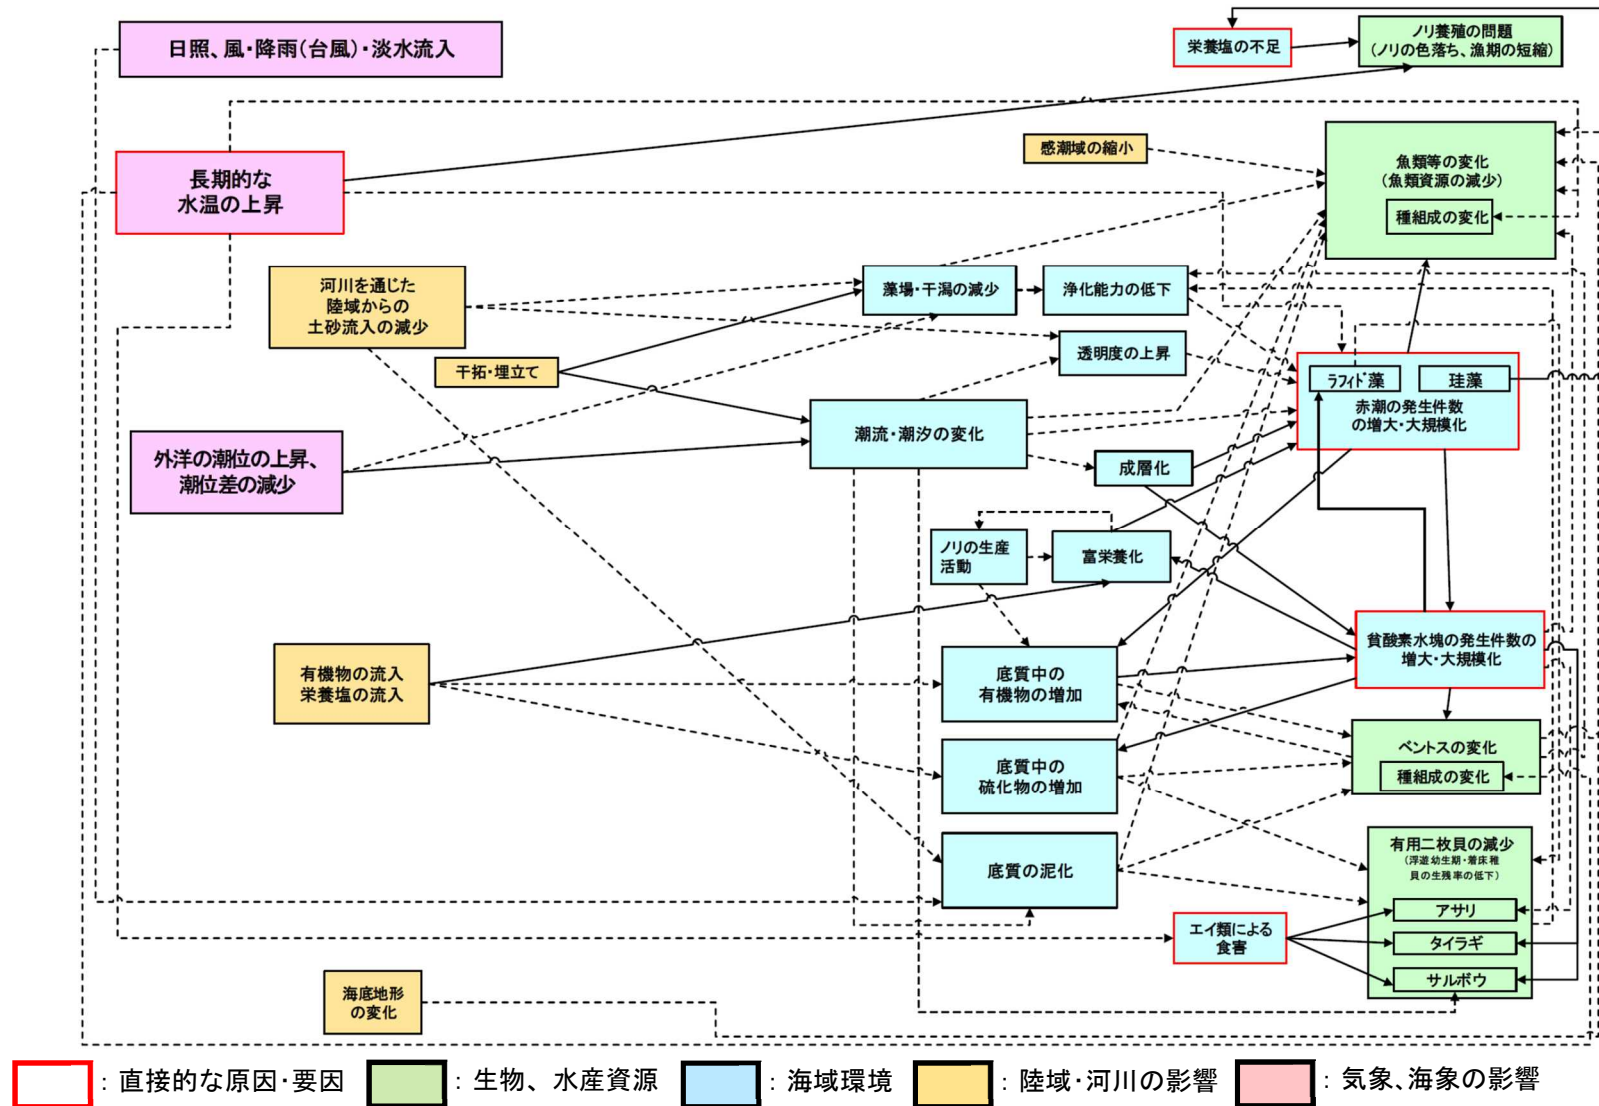 日照、風・降雨(台風)・淡水流入
栄養塩の不足
ノリ養殖の問題
(ノリの色落ち、漁期の短縮)
感潮域の縮小
魚類等の変化
(魚類資源の減少)
種組成の変化
長期的な
水温の上昇
河川を通じた
陸域からの
土砂流入の減少
藻場・干潟の減少
浄化能力の低下
透明度の上昇
干拓・埋立て
ラフィド藻
珪藻
赤潮の発生件数
の増大・大規模化
潮流・潮汐の変化
外洋の潮位の上昇、
潮位差の減少
成層化
ノリの生産
活動
富栄養化
貧酸素水塊の発生件数の
増大・大規模化
有機物の流入
栄養塩の流入
底質中の
有機物の増加
ベントスの変化
種組成の変化
底質中の
硫化物の増加
底質の泥化
有用二枚貝の減少
(浮遊幼生期・着床稚
貝の生残率の低下)
アサリ
タイラギ
サルボウ
エイ類による
食害
海底地形
の変化
：直接的な原因・要因
：生物、水産資源
：海域環境
：陸域・河川の影響
：気象、海象の影響